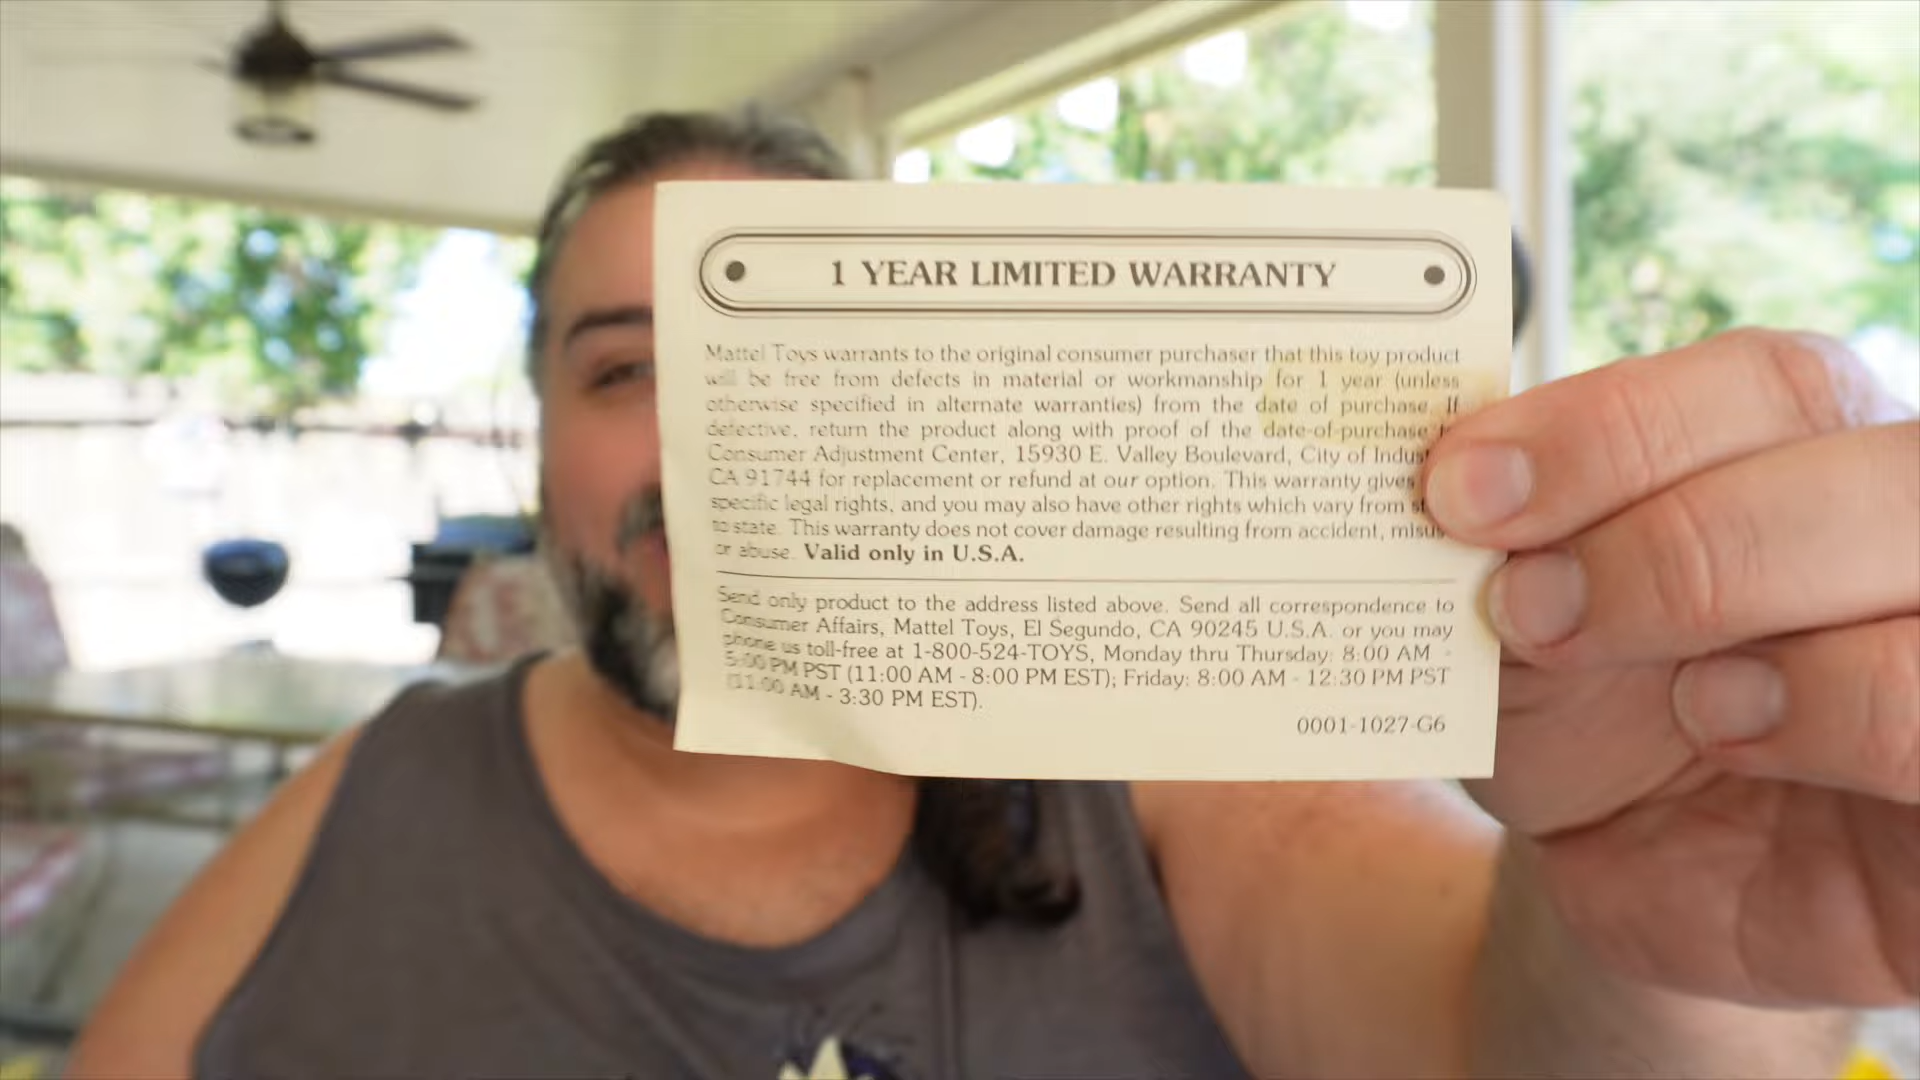 1 YEAR LIMITED WARRANTY
Mattel Toys warrants to the original consumer purchaser that this toy product
will be free from defects in material or workmanship for 1 year (unless
otherwise specified in alternate warranties) from the date of purchase. If
defective, return the product along with proof of the date-of-purchase
Consumer Adjustment Center, 15930 E. Valley Boulevard, City of Indus
CA 91744 for replacement or refund at our option. This warranty gives
specific legal rights, and you may also have other rights which vary from
to state. This warranty does not cover damage resulting from accident, misus
or abuse. Valid only in U.S.A.
Send only product to the address listed above. Send all correspondence to
Consumer Affairs, Mattel Toys, El Segundo, CA 90245 U.S.A. or you may
phone us toll-free at 1-800-524-TOYS, Monday thru Thursday: 8:00 AM -
5:00 PM PST (11:00 AM - 8:00 PM EST); Friday: 8:00 AM - 12:30 PM PST
(11:00 AM - 3:30 PM EST).
0001-1027-G6